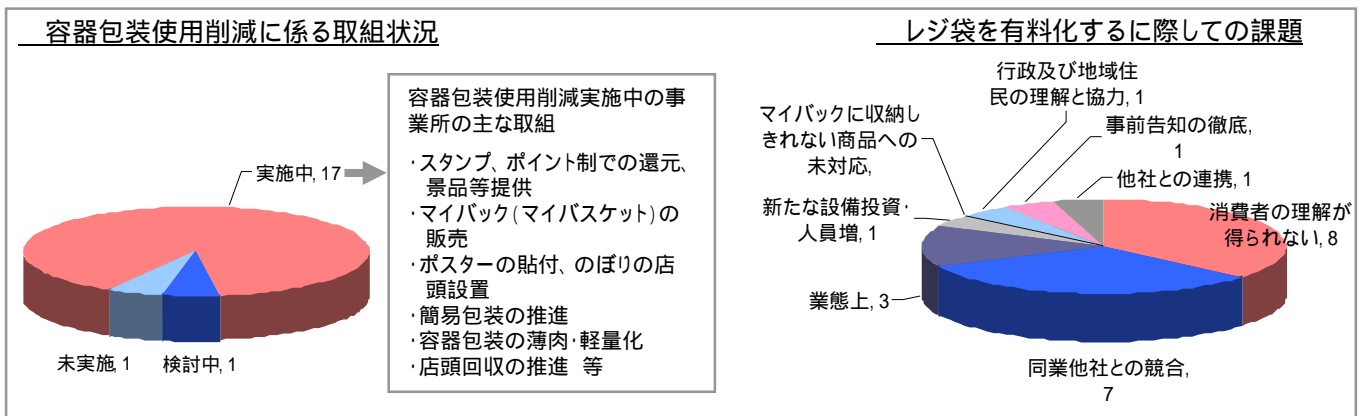 容器包装使用削減に係る取組状況
実施中, 17
未実施, 1
検討中, 1
容器包装使用削減実施中の事
業所の主な取組
・スタンプ、ポイント制での還元、
景品等提供
・マイバック(マイバスケット)の
販売
・ポスターの貼付、のぼりの店
頭設置
・簡易包装の推進
・容器包装の薄肉・軽量化
・店頭回収の推進 等
レジ袋を有料化するに際しての課題
行政及び地域住
民の理解と協力, 1
マイバックに収納し
きれない商品への
未対応,
事前告知の徹底,
1
他社との連携, 1
新たな設備投資・
人員増, 1
消費者の理解が
得られない, 8
業態上, 3
同業他社との競合,
7